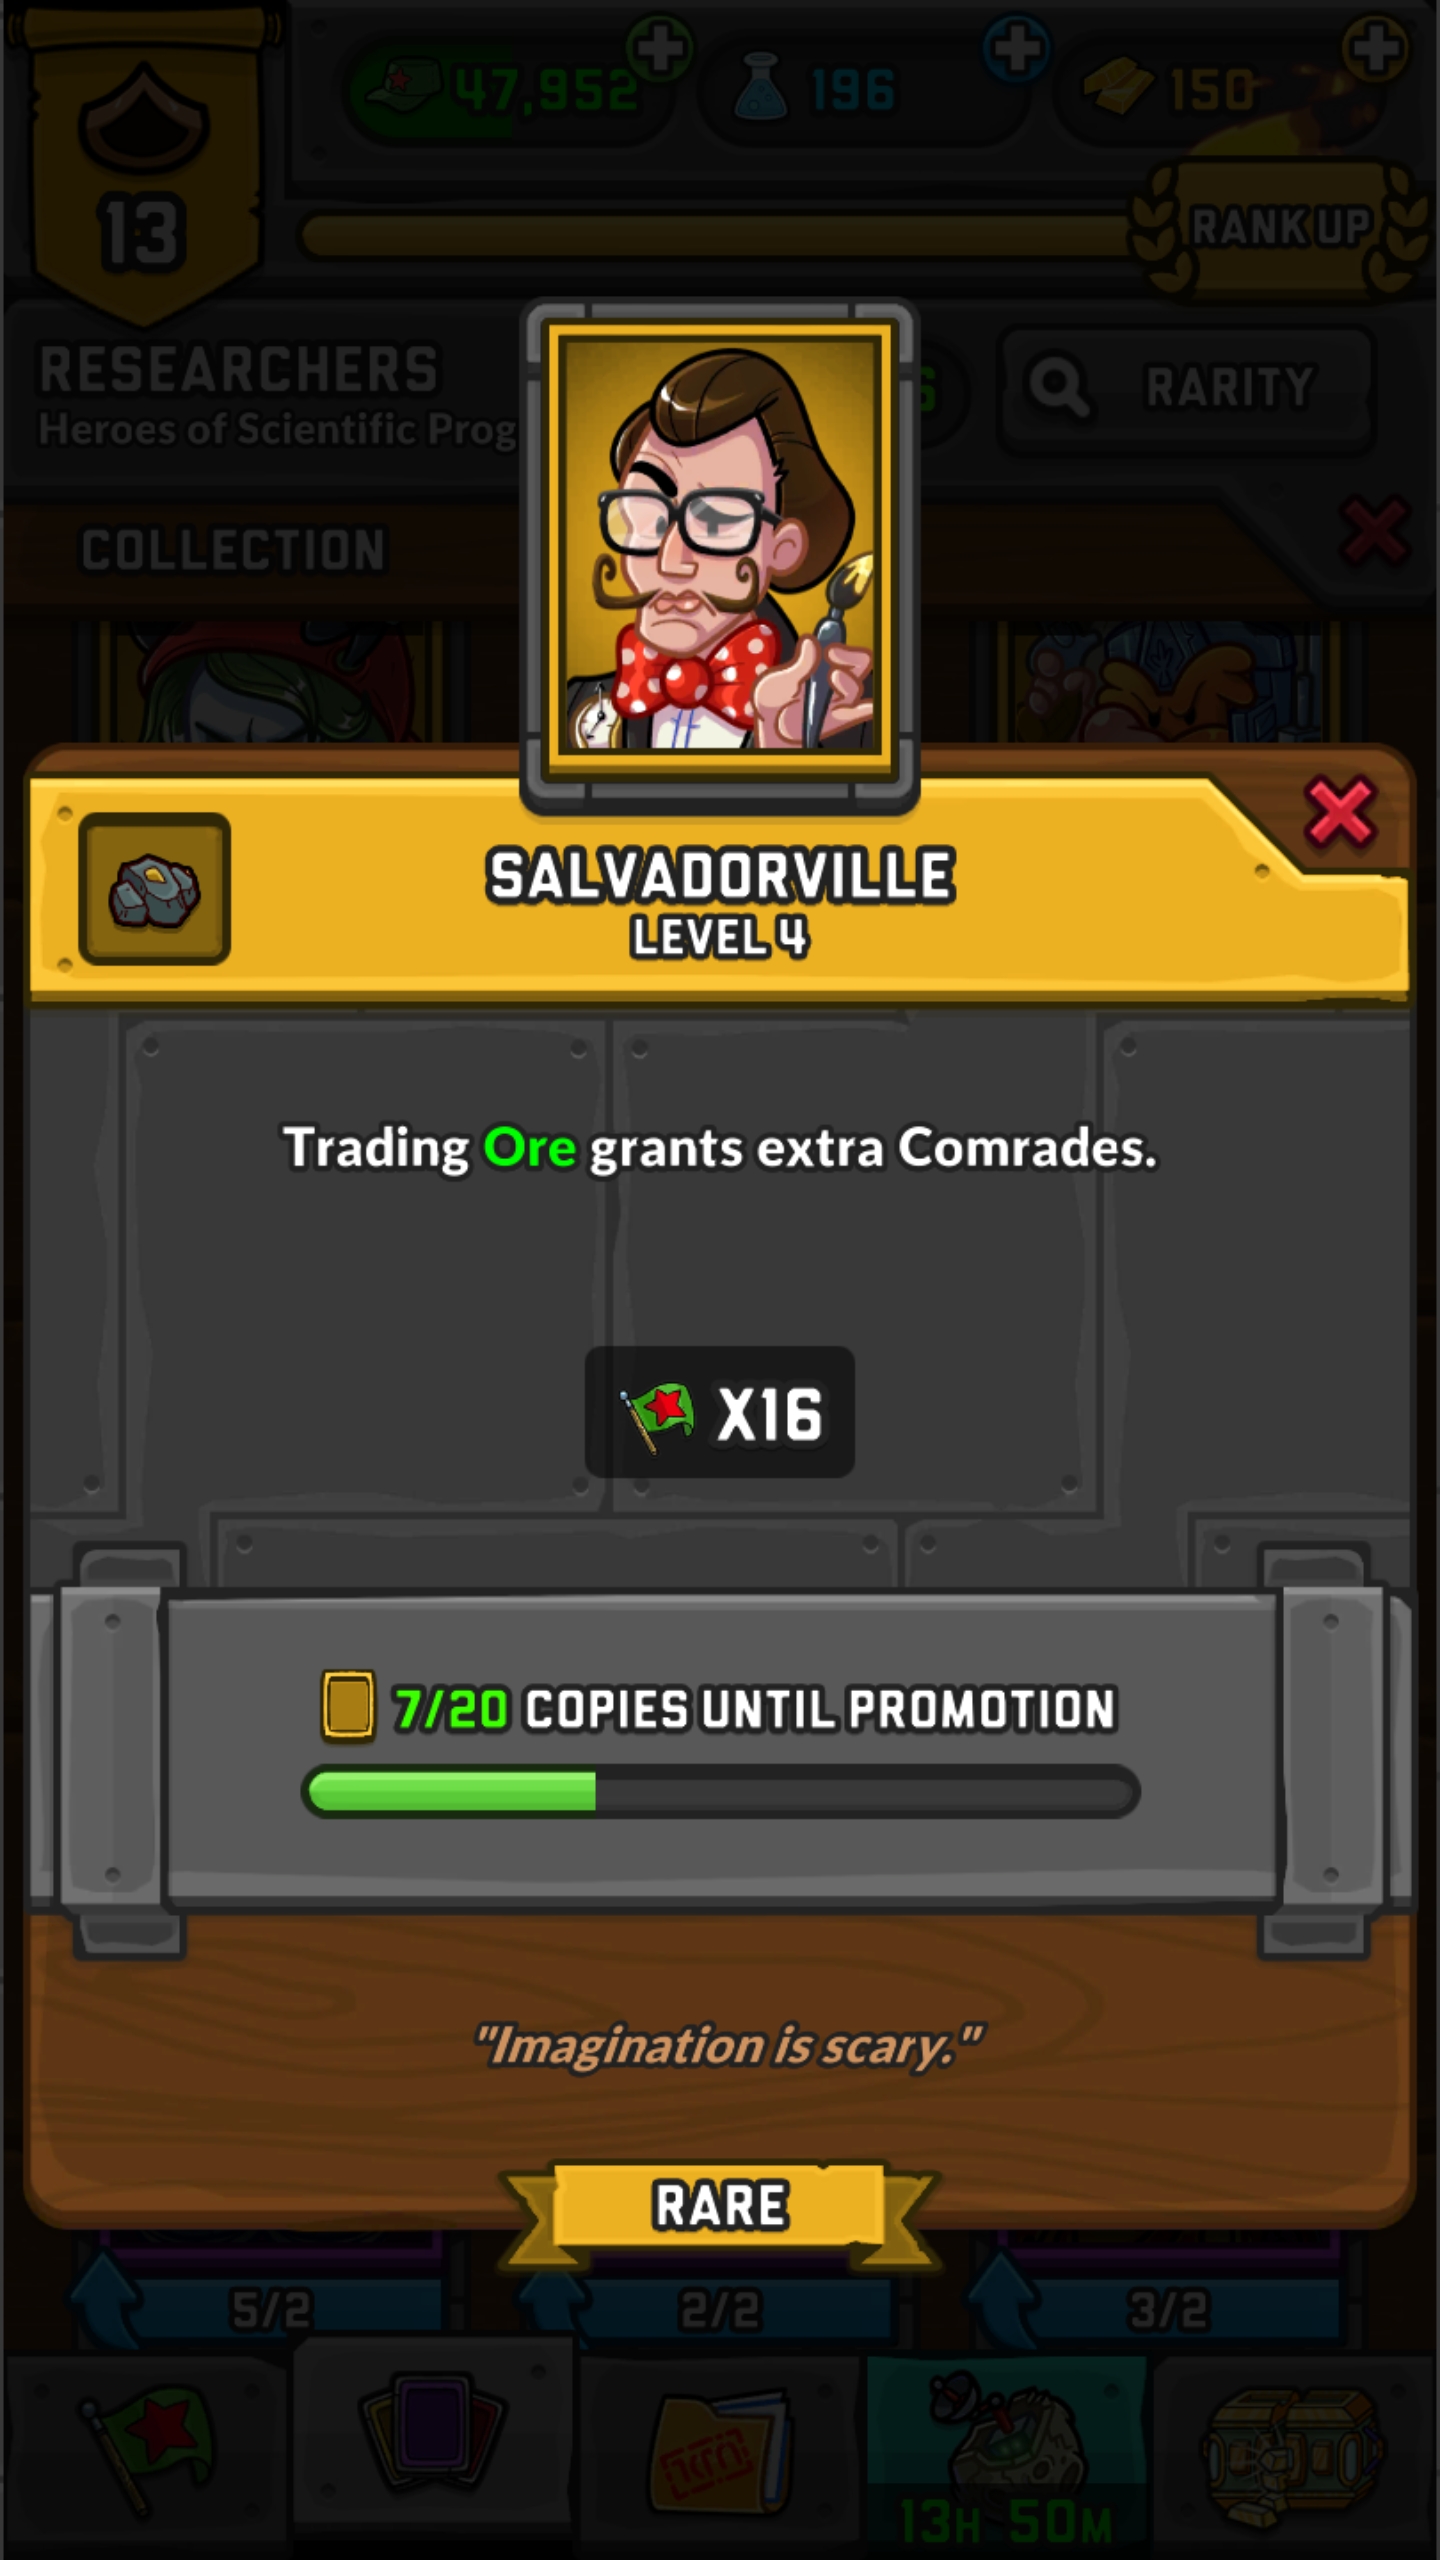 47,952
196
150
13
RANK UP
RESEARCHERS
RARITY
Heroes of Scientific Prog
COLLECTION
SALVADORVILLE
LEVEL 4
Trading Ore grants extra Comrades.
X16
7/20 COPIES UNTIL PROMOTION
"Imagination is scary."
RARE
5/2
2/2
3/2
13H 50M